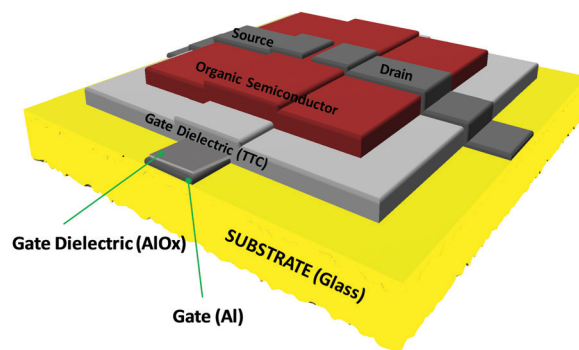 Source
Drain
Organic Semiconductor
Gate Dielectric (TTC)
Gate Dielectric (AlOx)
SUBSTRATE (Glass)
Gate (Al)